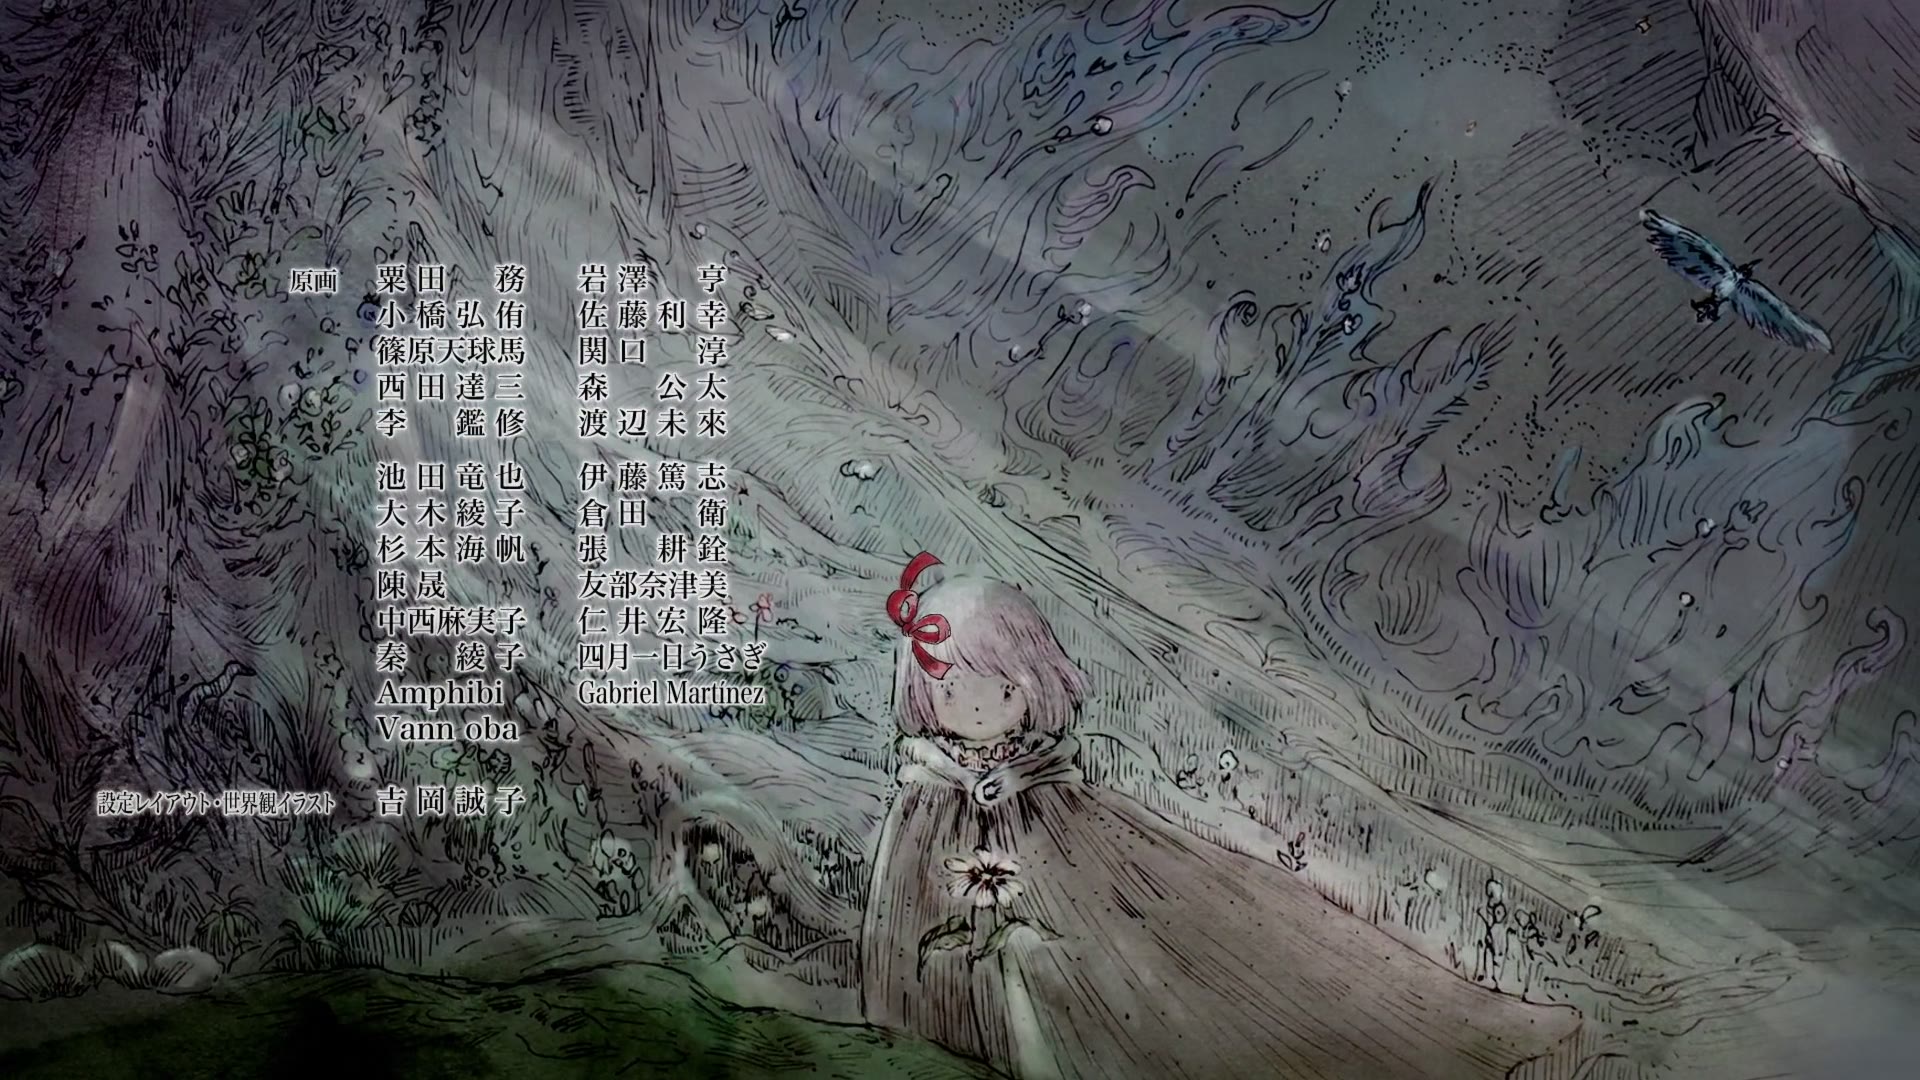 原画 粟田 務 岩澤 亨
小橋弘侑 佐藤利幸
篠原天球馬 関口 淳
西田達三 森 公太
李 鑑修 渡辺未來
池田竜也 伊藤篤志
大木綾子 倉田 衛
杉本海帆 張 耕銓
陳晟 友部奈津美
中西麻実子 仁井宏隆
秦 綾子 四月一日うさぎ
Amphibi Gabriel Martínez
Vann oba
設定レイアウト・世界観イラスト 吉岡誠子